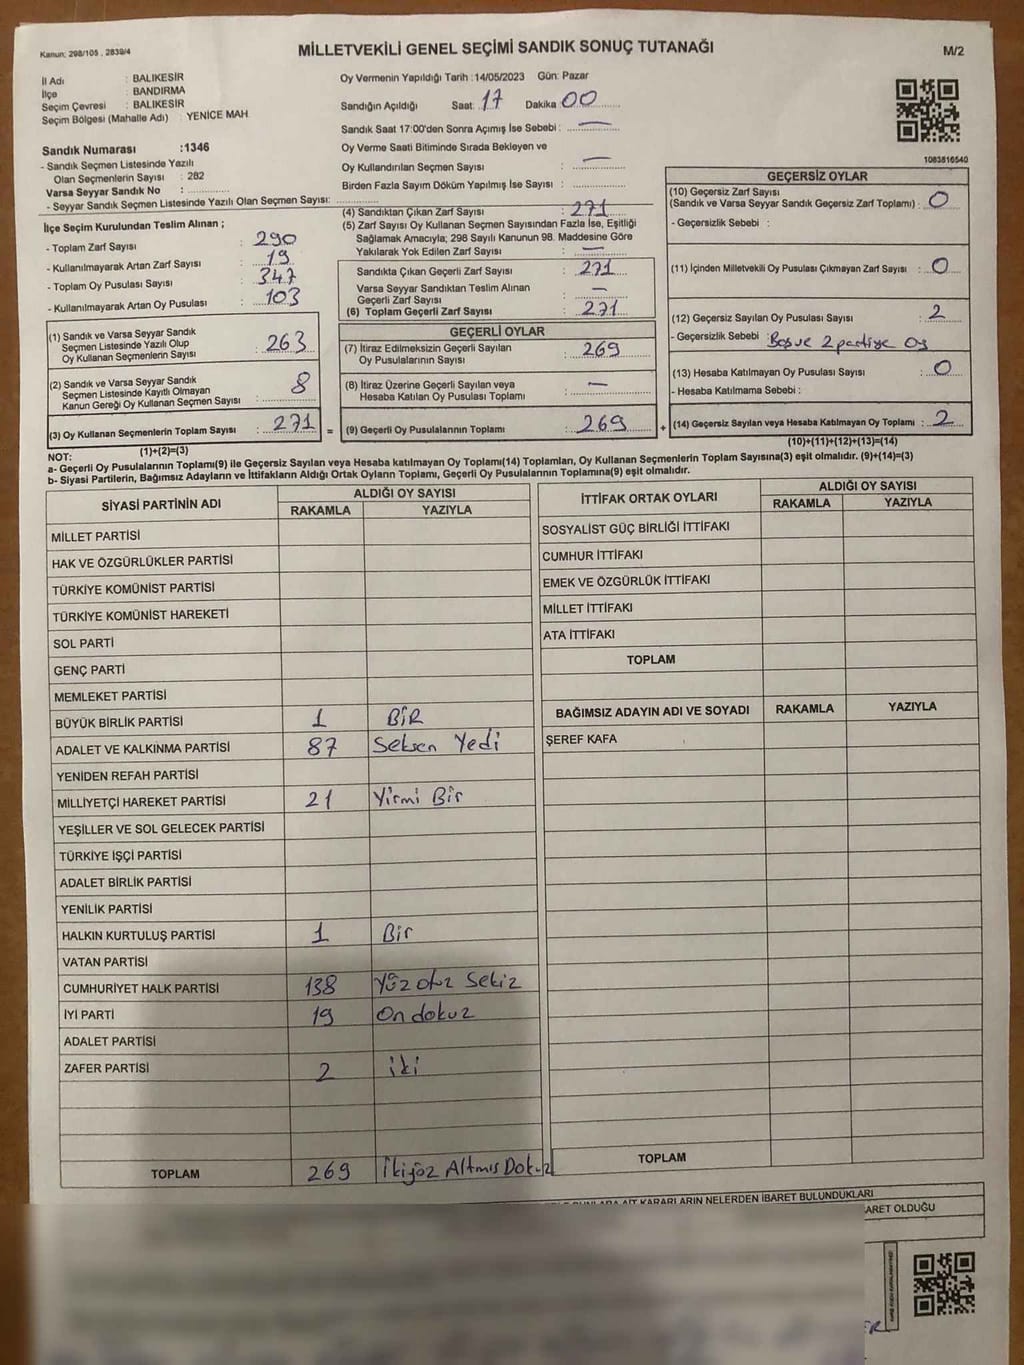 Kanun: 298/105 , 2839/4
MİLLETVEKİLİ GENEL SEÇİMİ SANDIK SONUÇ TUTANAĞI
M/2
İl Adı : BALIKESİR
İlçe : BANDIRMA
Seçim Çevresi : BALIKESİR
Seçim Bölgesi (Mahalle Adı) : YENİCE MAH
Sandık Numarası :1346
- Sandık Seçmen Listesinde Yazılı
Olan Seçmenlerin Sayısı : 282
Varsa Seyyar Sandık No : ..............
- Seyyar Sandık Seçmen Listesinde Yazılı Olan Seçmen Sayısı: ..............
Oy Vermenin Yapıldığı Tarih :14/05/2023 Gün: Pazar
Sandığın Açıldığı Saat: 17 Dakika 00
Sandık Saat 17:00'den Sonra Açımış İse Sebebi : —
Oy Verme Saati Bitiminde Sırada Bekleyen ve
Oy Kullandırılan Seçmen Sayısı : —
Birden Fazla Sayım Döküm Yapılmış İse Sayısı : ..............
1083816540
İlçe Seçim Kurulundan Teslim Alınan ;
- Toplam Zarf Sayısı : 290
- Kullanılmayarak Artan Zarf Sayısı : 19
- Toplam Oy Pusulası Sayısı : 347
- Kullanılmayarak Artan Oy Pusulası : 103
(1) Sandık ve Varsa Seyyar Sandık
Seçmen Listesinde Yazılı Olup
Oy Kullanan Seçmenlerin Sayısı : 263
(2) Sandık ve Varsa Seyyar Sandık
Seçmen Listesinde Kayıtlı Olmayan
Kanun Gereği Oy Kullanan Seçmen Sayısı : 8
(3) Oy Kullanan Seçmenlerin Toplam Sayısı : 271 =
(1)+(2)=(3)
(4) Sandıktan Çıkan Zarf Sayısı : 271
(5) Zarf Sayısı Oy Kullanan Seçmen Sayısından Fazla İse, Eşitliği
Sağlamak Amacıyla; 298 Sayılı Kanunun 98. Maddesine Göre
Yakılarak Yok Edilen Zarf Sayısı : —
Sandıkta Çıkan Geçerli Zarf Sayısı : 271
Varsa Seyyar Sandıktan Teslim Alınan
Geçerli Zarf Sayısı : —
(6) Toplam Geçerli Zarf Sayısı : 271
GEÇERLİ OYLAR
(7) İtiraz Edilmeksizin Geçerli Sayılan
Oy Pusulalarının Sayısı : 269
(8) İtiraz Üzerine Geçerli Sayılan veya
Hesaba Katılan Oy Pusulası Toplamı : —
(9) Geçerli Oy Pusulalarının Toplamı : 269 +
GEÇERSİZ OYLAR
(10) Geçersiz Zarf Sayısı
(Sandık ve Varsa Seyyar Sandık Geçersiz Zarf Toplamı) : 0
- Geçersizlik Sebebi :
(11) İçinden Milletvekili Oy Pusulası Çıkmayan Zarf Sayısı : 0
(12) Geçersiz Sayılan Oy Pusulası Sayısı : 2
- Geçersizlik Sebebi : Boş ve 2 partiye Oy
(13) Hesaba Katılmayan Oy Pusulası Sayısı : 0
- Hesaba Katılmama Sebebi :
(14) Geçersiz Sayılan veya Hesaba Katılmayan Oy Toplamı : 2
(10)+(11)+(12)+(13)=(14)
NOT:
a- Geçerli Oy Pusulalarının Toplamı(9) ile Geçersiz Sayılan veya Hesaba katılmayan Oy Toplamı(14) Toplamları, Oy Kullanan Seçmenlerin Toplam Sayısına(3) eşit olmalıdır. (9)+(14)=(3)
b- Siyasi Partilerin, Bağımsız Adayların ve İttifakların Aldığı Ortak Oyların Toplamı, Geçerli Oy Pusulalarının Toplamına(9) eşit olmalıdır.
SİYASİ PARTİNİN ADI ALDIĞI OY SAYISI
RAKAMLA YAZIYLA
MİLLET PARTİSİ
HAK VE ÖZGÜRLÜKLER PARTİSİ
TÜRKİYE KOMÜNİST PARTİSİ
TÜRKİYE KOMÜNİST HAREKETİ
SOL PARTİ
GENÇ PARTİ
MEMLEKET PARTİSİ
BÜYÜK BİRLİK PARTİSİ 1 BİR
ADALET VE KALKINMA PARTİSİ 87 Seksen Yedi
YENİDEN REFAH PARTİSİ
MİLLİYETÇİ HAREKET PARTİSİ 21 Yirmi Bir
YEŞİLLER VE SOL GELECEK PARTİSİ
TÜRKİYE İŞÇİ PARTİSİ
ADALET BİRLİK PARTİSİ
YENİLİK PARTİSİ
HALKIN KURTULUŞ PARTİSİ 1 Bir
VATAN PARTİSİ
CUMHURİYET HALK PARTİSİ 138 Yüz otuz Sekiz
İYİ PARTİ 19 On dokuz
ADALET PARTİSİ
ZAFER PARTİSİ 2 iki
TOPLAM 269 İkiyüz Altmış Dokuz
İTTİFAK ORTAK OYLARI ALDIĞI OY SAYISI
RAKAMLA YAZIYLA
SOSYALİST GÜÇ BİRLİĞİ İTTİFAKI
CUMHUR İTTİFAKI
EMEK VE ÖZGÜRLÜK İTTİFAKI
MİLLET İTTİFAKI
ATA İTTİFAKI
TOPLAM
BAĞIMSIZ ADAYIN ADI VE SOYADI RAKAMLA YAZIYLA
ŞEREF KAFA
TOPLAM
KARARLARIN NELERDEN İBARET BULUNDUKLARI
ARET OLDUĞU